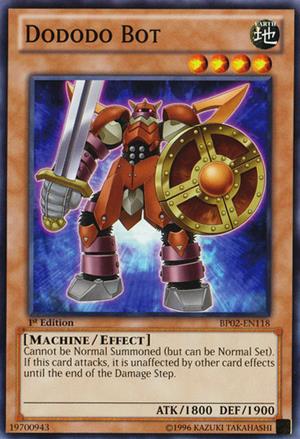 DODODO BOT
EARTH
地
1st Edition
BP02-EN118
[MACHINE/EFFECT]
Cannot be Normal Summoned (but can be Normal Set).
If this card attacks, it is unaffected by other card effects
until the end of the Damage Step.
ATK/1800 DEF/1900
19700943
©1996 KAZUKI TAKAHASHI